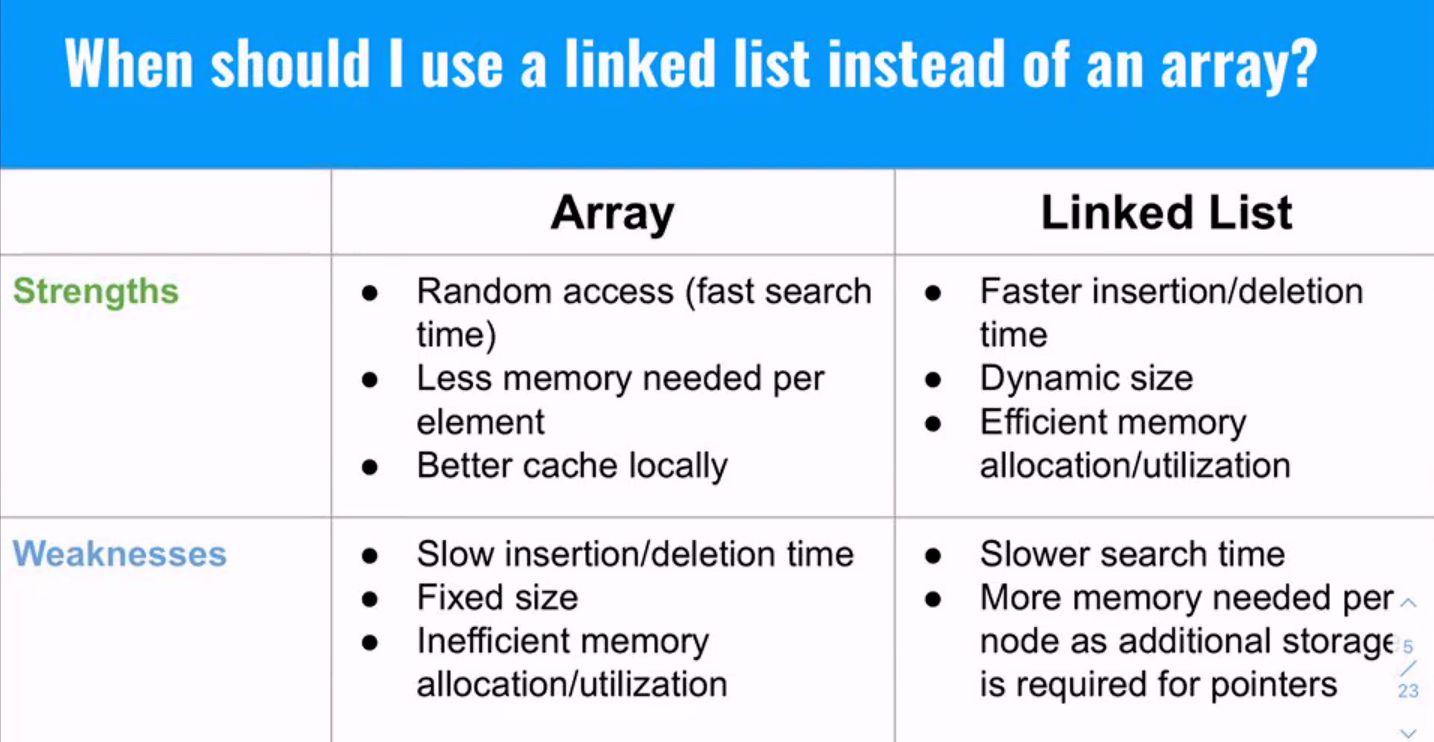 When should I use a linked list instead of an array?
Array
Linked List
Strengths
● Random access (fast search
time)
● Less memory needed per
element
● Better cache locally
● Faster insertion/deletion
time
● Dynamic size
● Efficient memory
allocation/utilization
Weaknesses
● Slow insertion/deletion time
● Fixed size
● Inefficient memory
allocation/utilization
● Slower search time
● More memory needed per
node as additional storage
is required for pointers
5
/
23